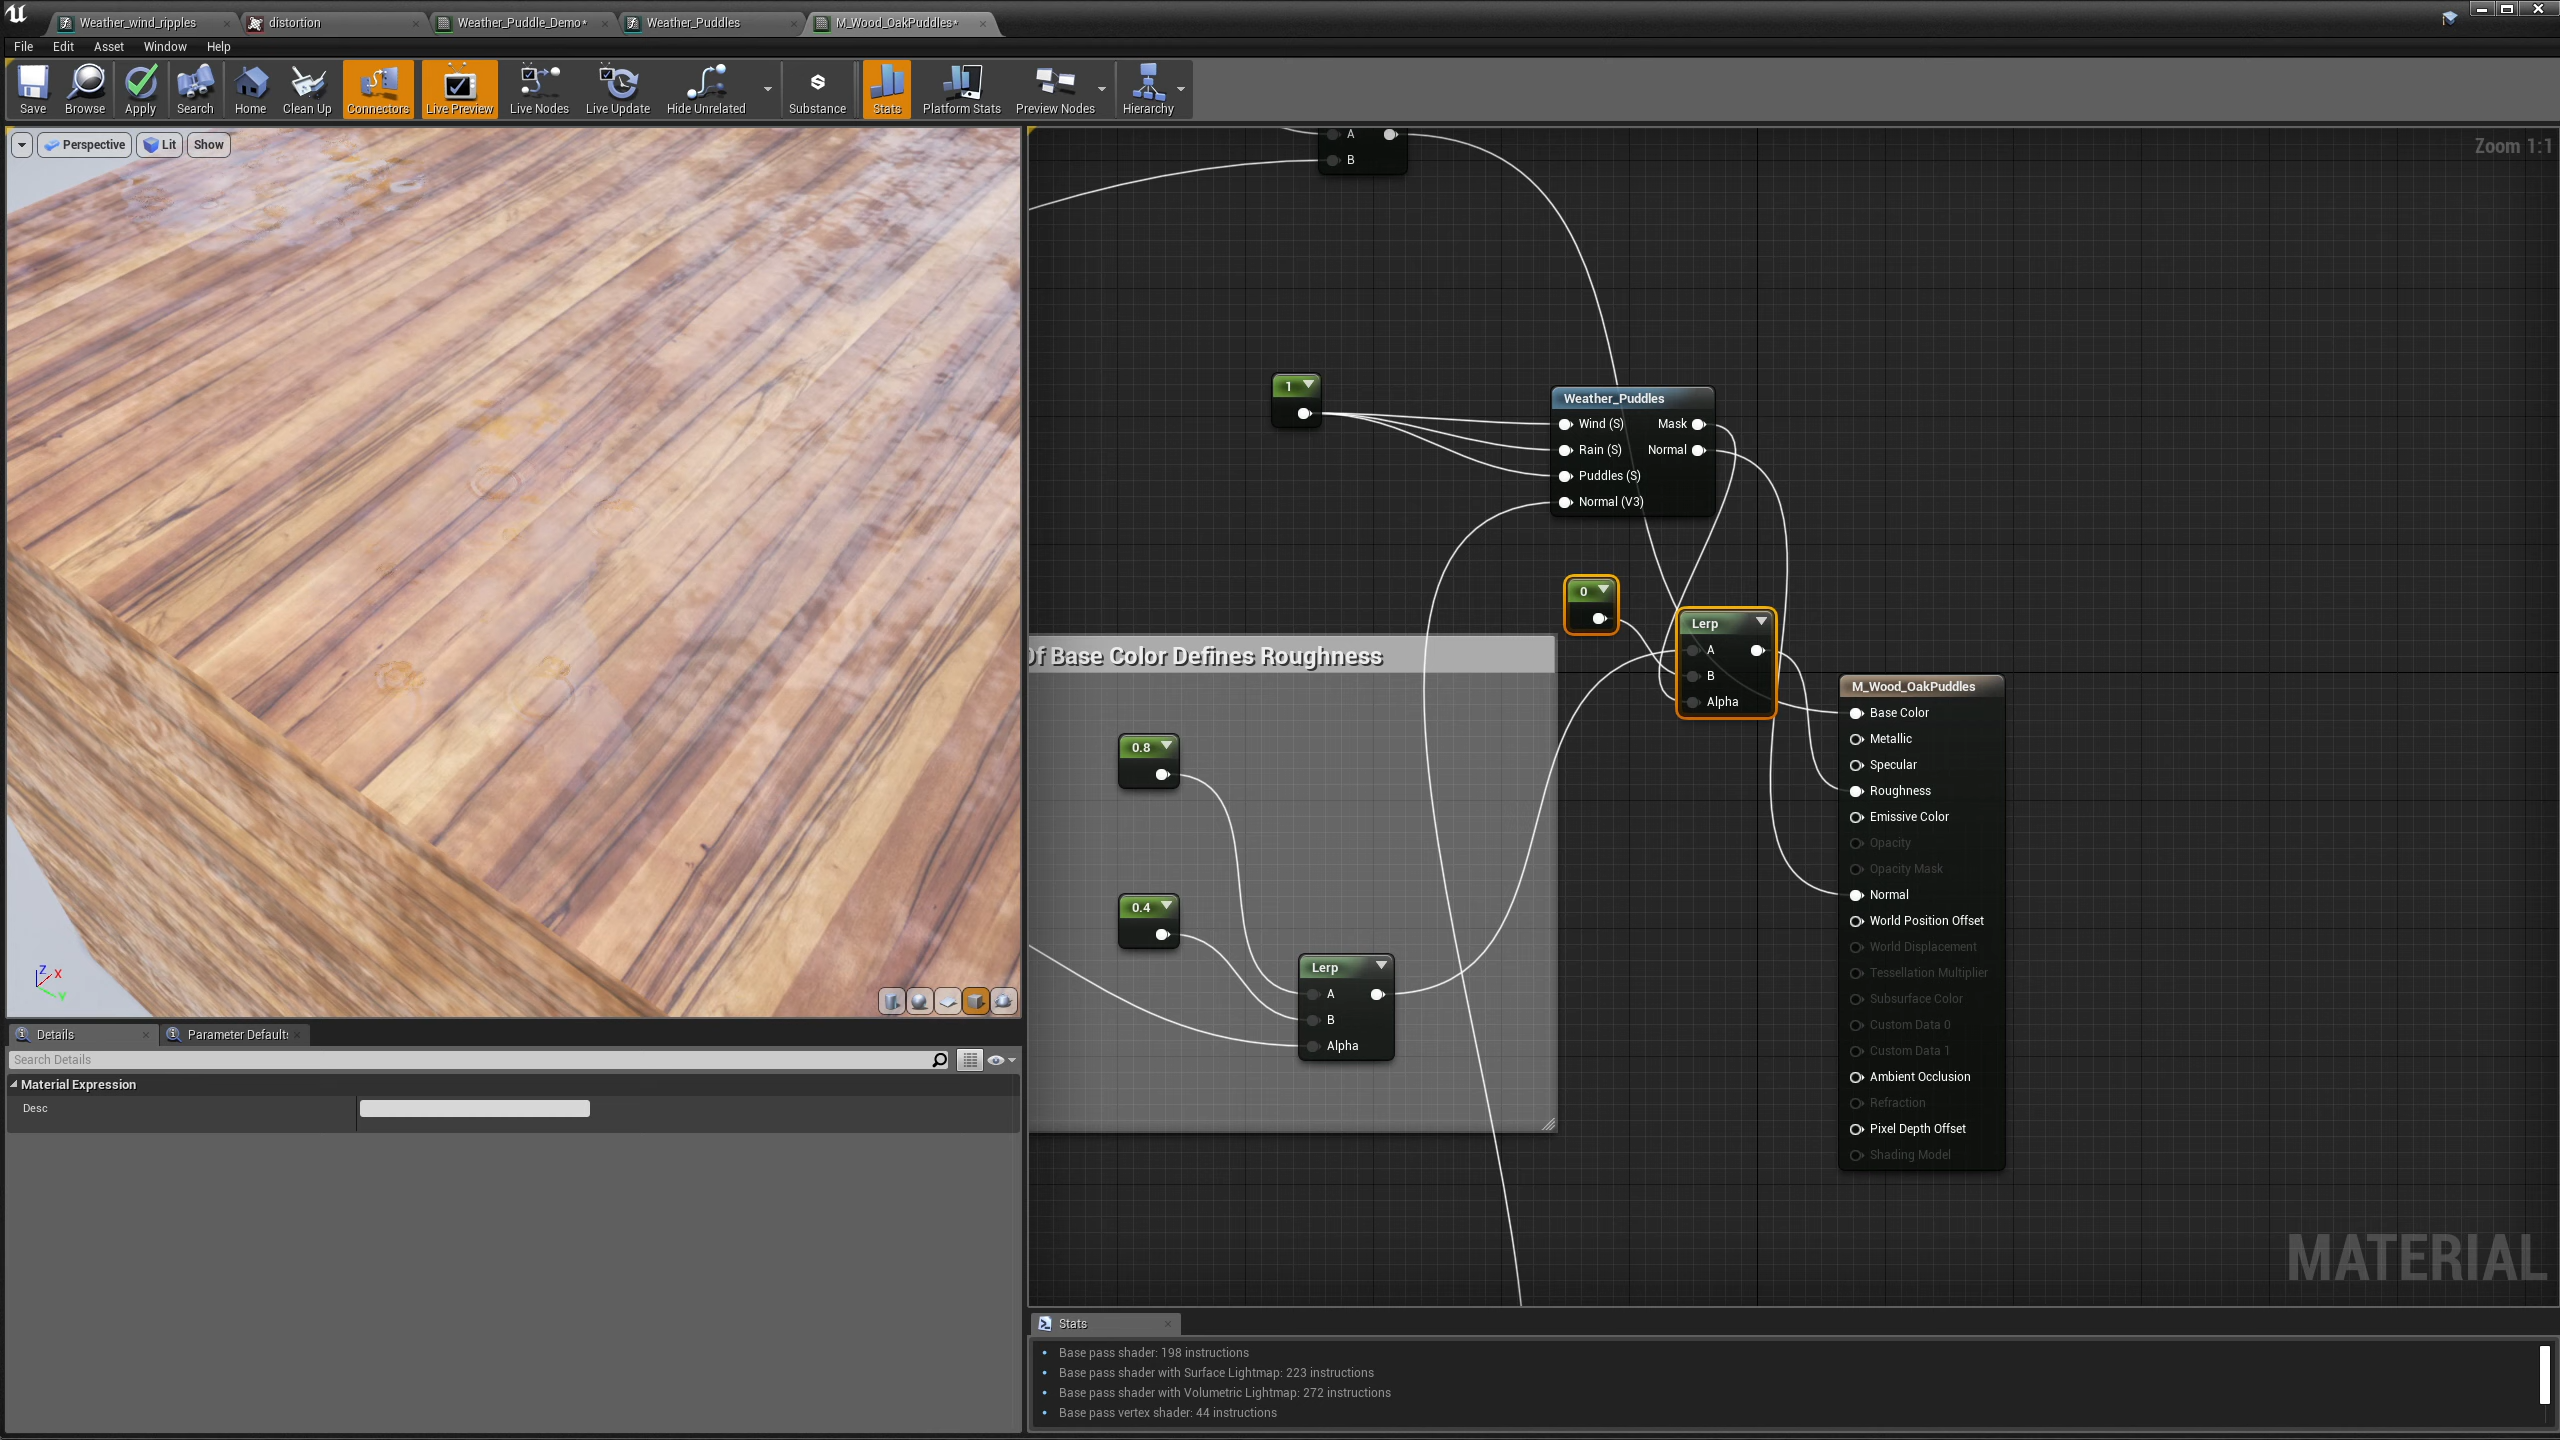 Weather_wind_ripples
distortion
Weather_Puddle_Demo*
Weather_Puddles
M_Wood_OakPuddles*
File Edit Asset Window Help
Save Browse Apply Search Home Clean Up Connectors Live Preview Live Nodes Live Update Hide Unrelated Substance Stats Platform Stats Preview Nodes Hierarchy
Perspective Lit Show
Zoom 1:1
A
B
1
Weather_Puddles
Wind (S) Mask
Rain (S) Normal
Puddles (S)
Normal (V3)
0
Lerp
A
B
Alpha
Of Base Color Defines Roughness
0.8
0.4
Lerp
A
B
Alpha
M_Wood_OakPuddles
Base Color
Metallic
Specular
Roughness
Emissive Color
Opacity
Opacity Mask
Normal
World Position Offset
World Displacement
Tessellation Multiplier
Subsurface Color
Custom Data 0
Custom Data 1
Ambient Occlusion
Refraction
Pixel Depth Offset
Shading Model
MATERIAL
Z X
Y
Details
Parameter Default
Search Details
Material Expression
Desc
Stats
Base pass shader: 198 instructions
Base pass shader with Surface Lightmap: 223 instructions
Base pass shader with Volumetric Lightmap: 272 instructions
Base pass vertex shader: 44 instructions